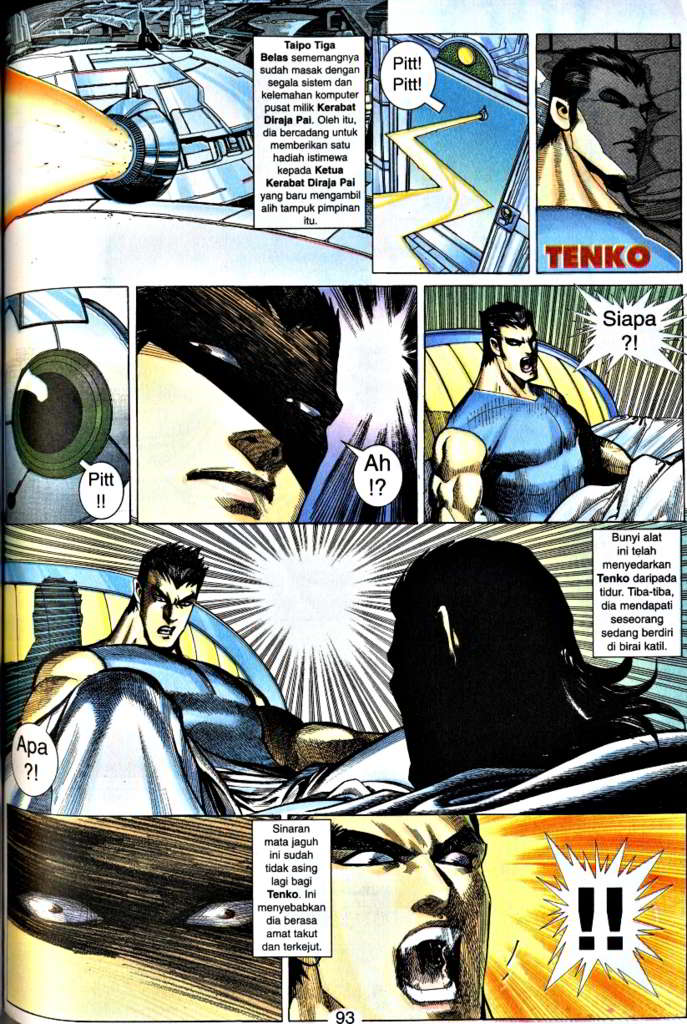 Taipo Tiga
Belas sememangnya
sudah masak dengan
segala sistem dan
kelemahan komputer
pusat milik Kerabat
Diraja Pai. Oleh itu,
dia bercadang untuk
memberikan satu
hadiah istimewa
kepada Ketua
Kerabat Diraja Pai
yang baru mengambil
alih tampuk pimpinan
itu.
Pitt!
Pitt!
TENKO
Pitt
!!
Ah
!?
Siapa
?!
Bunyi alat
ini telah
menyedarkan
Tenko daripada
tidur. Tiba-tiba,
dia mendapati
seseorang
sedang berdiri
di birai katil.
Apa
?!
Sinaran
mata jaguh
ini sudah
tidak asing
lagi bagi
Tenko. Ini
menyebabkan
dia berasa
amat takut
dan terkejut.
!!
93